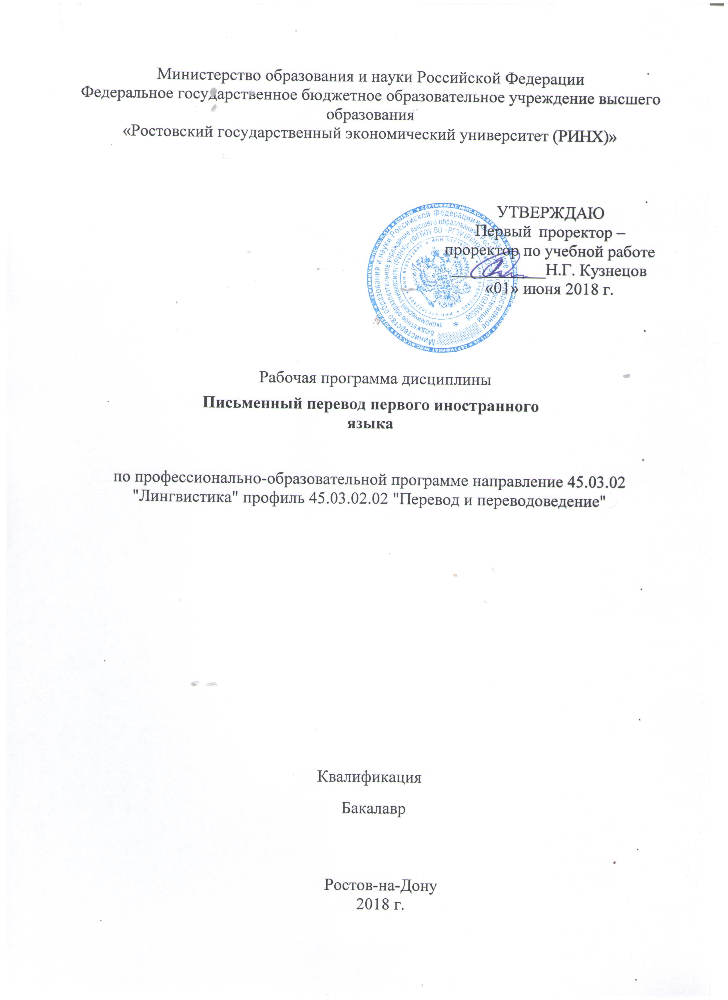 Министерство образования и науки Российской Федерации
Федеральное государственное бюджетное образовательное учреждение высшего
образования
«Ростовский государственный экономический университет (РИНХ)»
УТВЕРЖДАЮ
Первый проректор –
проректор по учебной работе
____________Н.Г. Кузнецов
«01» июня 2018 г.
Министерство образования и науки Российской Федерации
бюджетное образовательное учреждение высшего образования
экономический университет (РИНХ)» (ФГБОУ ВО РГЭУ (РИНХ)
ИНН 6163022805
Рабочая программа дисциплины
Письменный перевод первого иностранного
языка
по профессионально-образовательной программе направление 45.03.02
"Лингвистика" профиль 45.03.02.02 "Перевод и переводоведение"
Квалификация
Бакалавр
Ростов-на-Дону
2018 г.